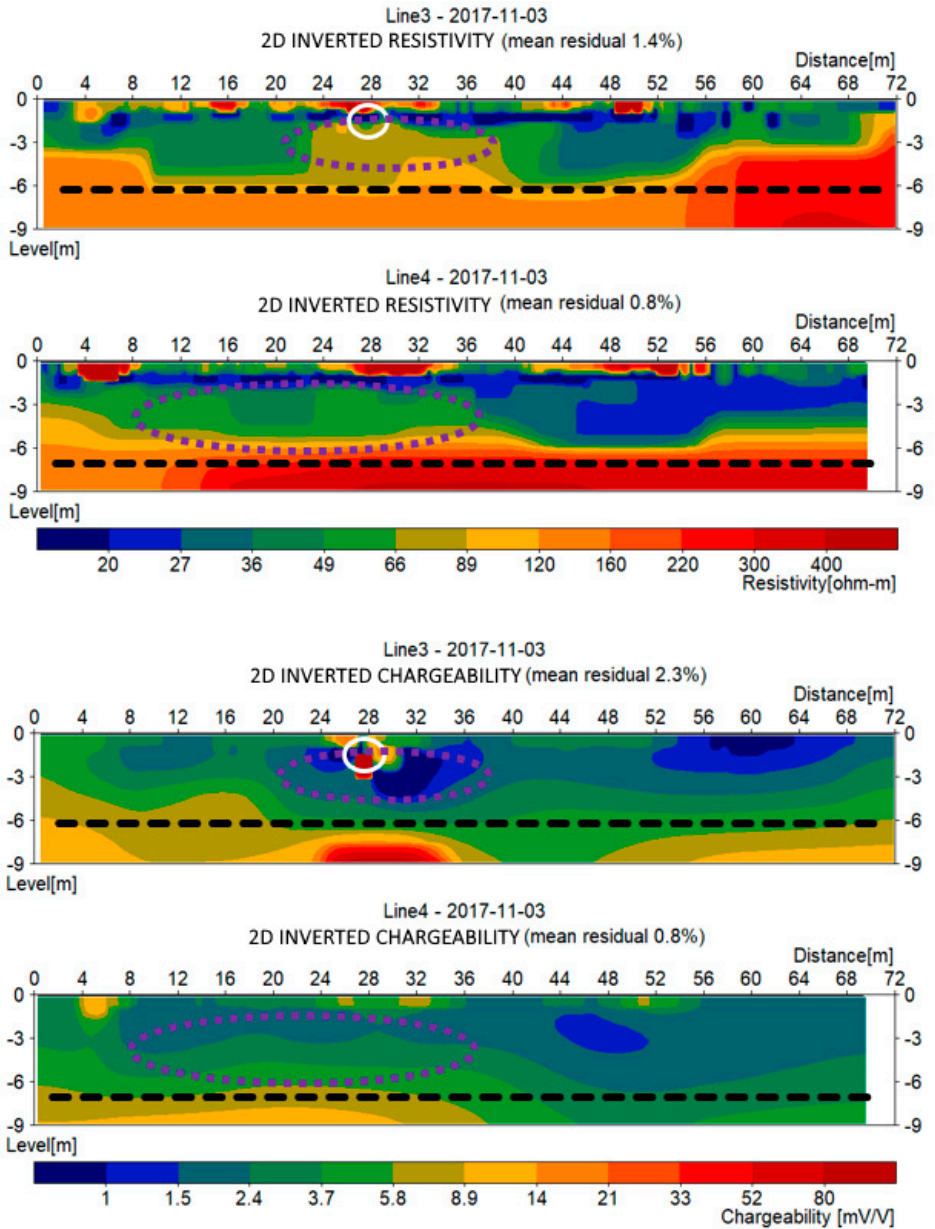 Line3 - 2017-11-03
2D INVERTED RESISTIVITY (mean residual 1.4%)
Distance[m]
0 4 8 12 16 20 24 28 32 36 40 44 48 52 56 60 64 68 72
0 0
-3 -3
-6 -6
-9 -9
Level[m]
Line4 - 2017-11-03
2D INVERTED RESISTIVITY (mean residual 0.8%)
Distance[m]
0 4 8 12 16 20 24 28 32 36 40 44 48 52 56 60 64 68 72
0 0
-3 -3
-6 -6
-9 -9
Level[m]
20 27 36 49 66 89 120 160 220 300 400
Resistivity[ohm-m]
Line3 - 2017-11-03
2D INVERTED CHARGEABILITY (mean residual 2.3%)
Distance[m]
0 4 8 12 16 20 24 28 32 36 40 44 48 52 56 60 64 68 72
0 0
-3 -3
-6 -6
-9 -9
Level[m]
Line4 - 2017-11-03
2D INVERTED CHARGEABILITY (mean residual 0.8%)
Distance[m]
0 4 8 12 16 20 24 28 32 36 40 44 48 52 56 60 64 68 72
0 0
-3 -3
-6 -6
-9 -9
Level[m]
1 1.5 2.4 3.7 5.8 8.9 14 21 33 52 80
Chargeability [mV/V]